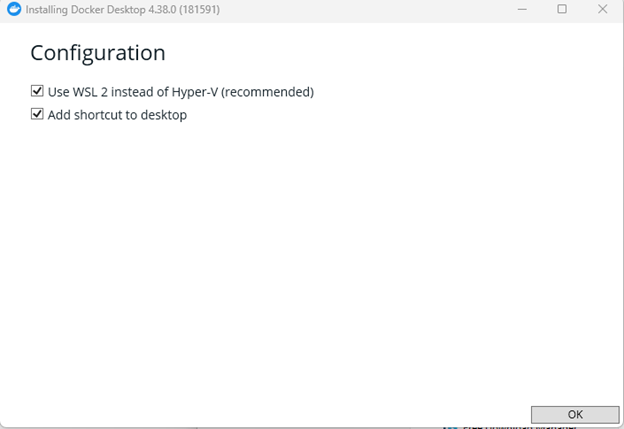 Installing Docker Desktop 4.38.0 (181591)
Configuration
Use WSL 2 instead of Hyper-V (recommended)
Add shortcut to desktop
OK